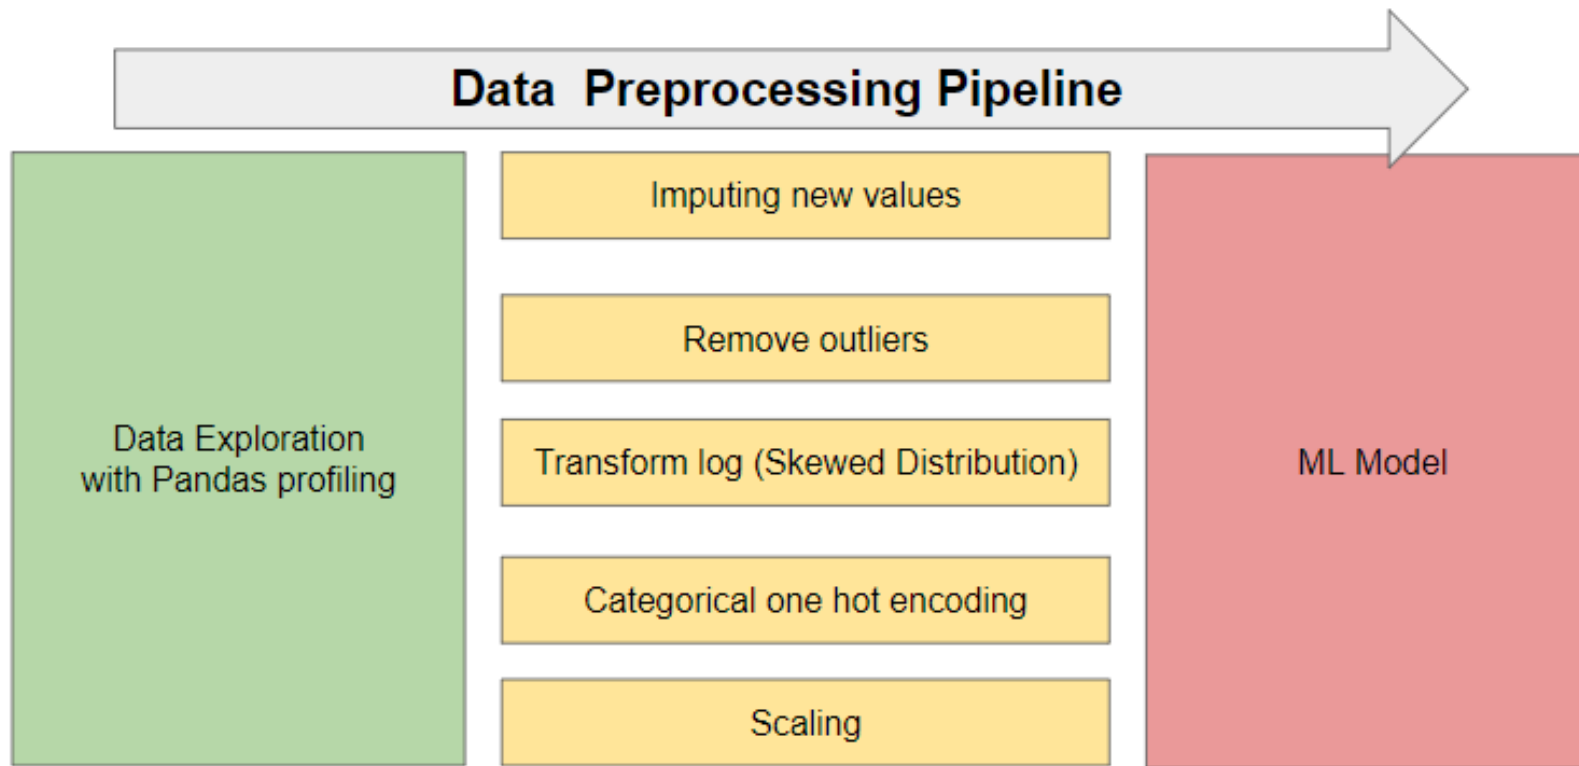 Data Preprocessing Pipeline
Imputing new values
Remove outliers
Data Exploration
with Pandas profiling
Transform log (Skewed Distribution)
ML Model
Categorical one hot encoding
Scaling